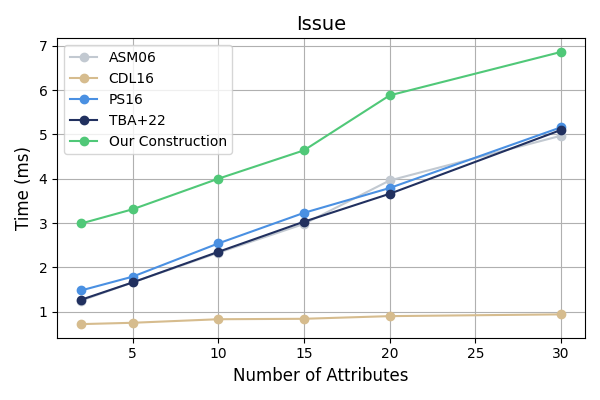 Issue
ASM06
CDL16
PS16
TBA+22
Our Construction
Time (ms)
7
6
5
4
3
2
1
5 10 15 20 25 30
Number of Attributes